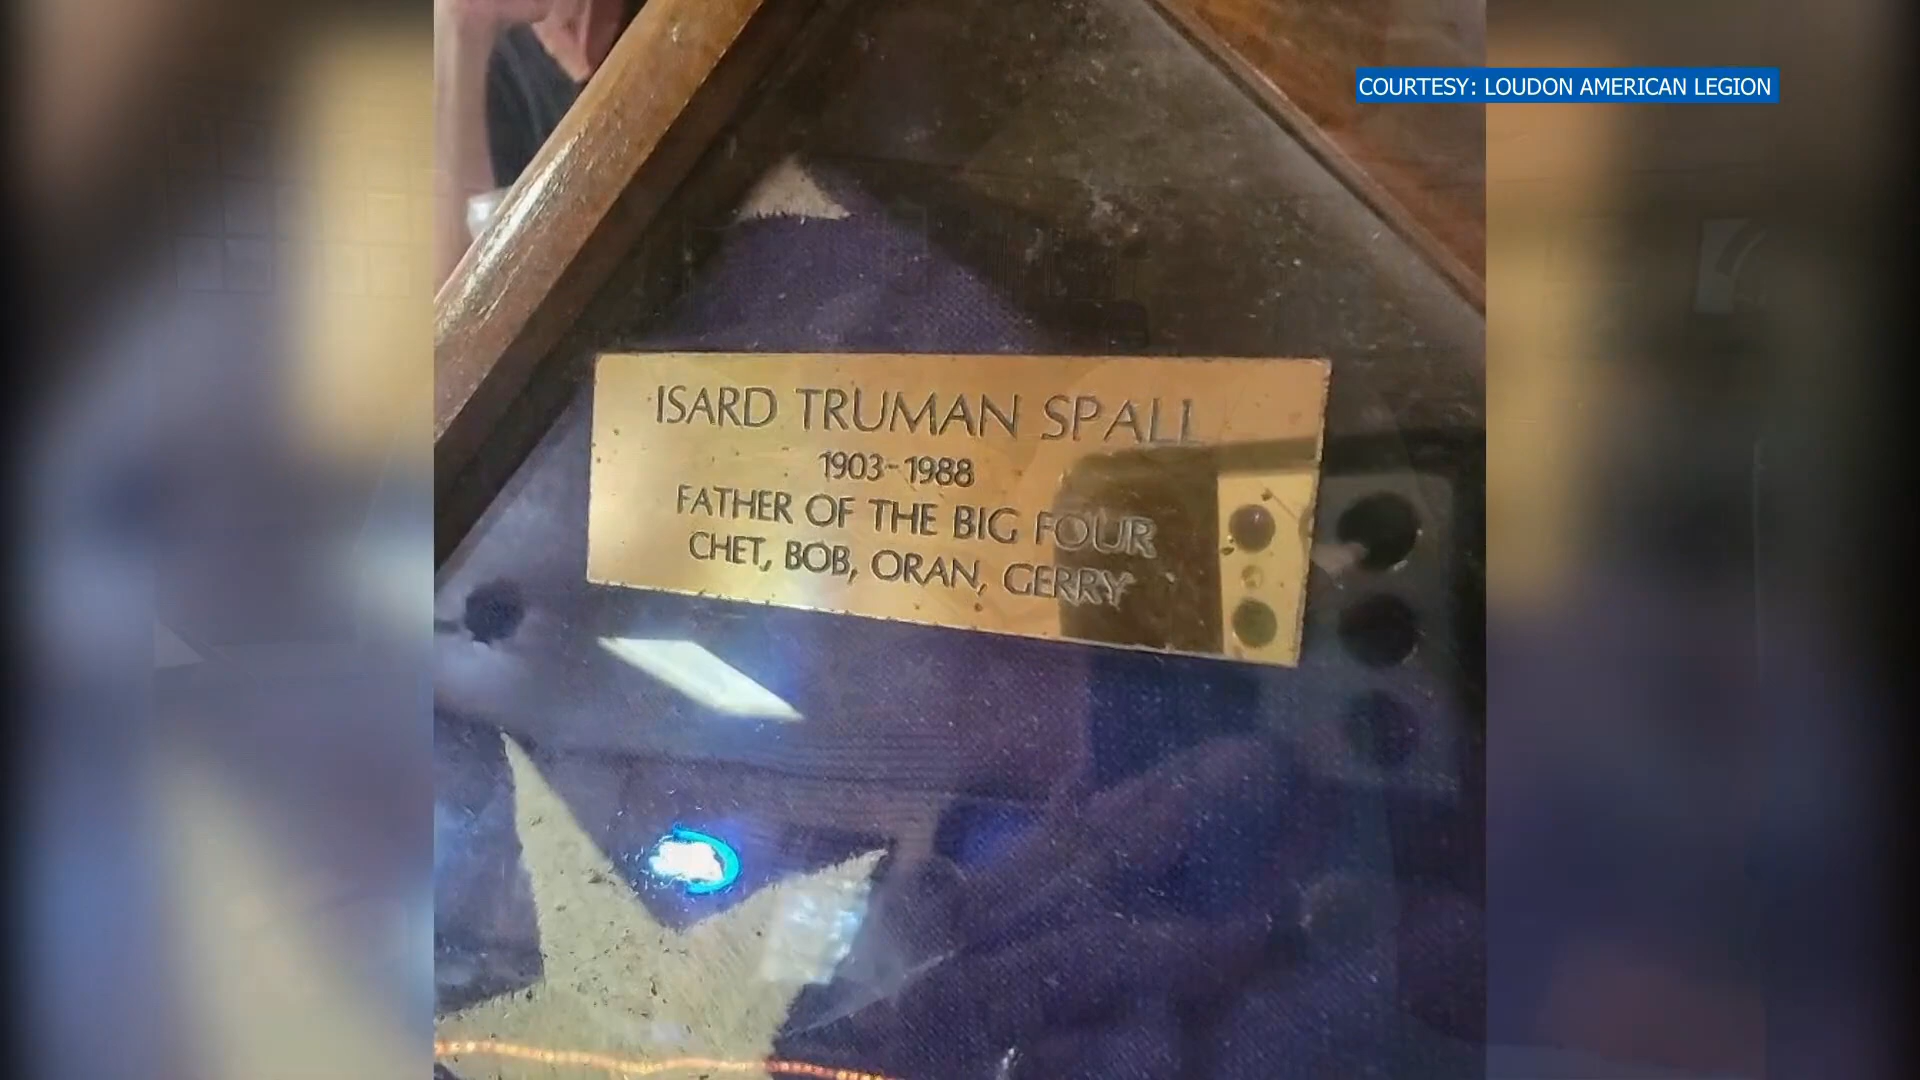 COURTESY: LOUDON AMERICAN LEGION
ISARD TRUMAN SPALL
1903-1988
FATHER OF THE BIG FOUR
CHET, BOB, ORAN, GERRY